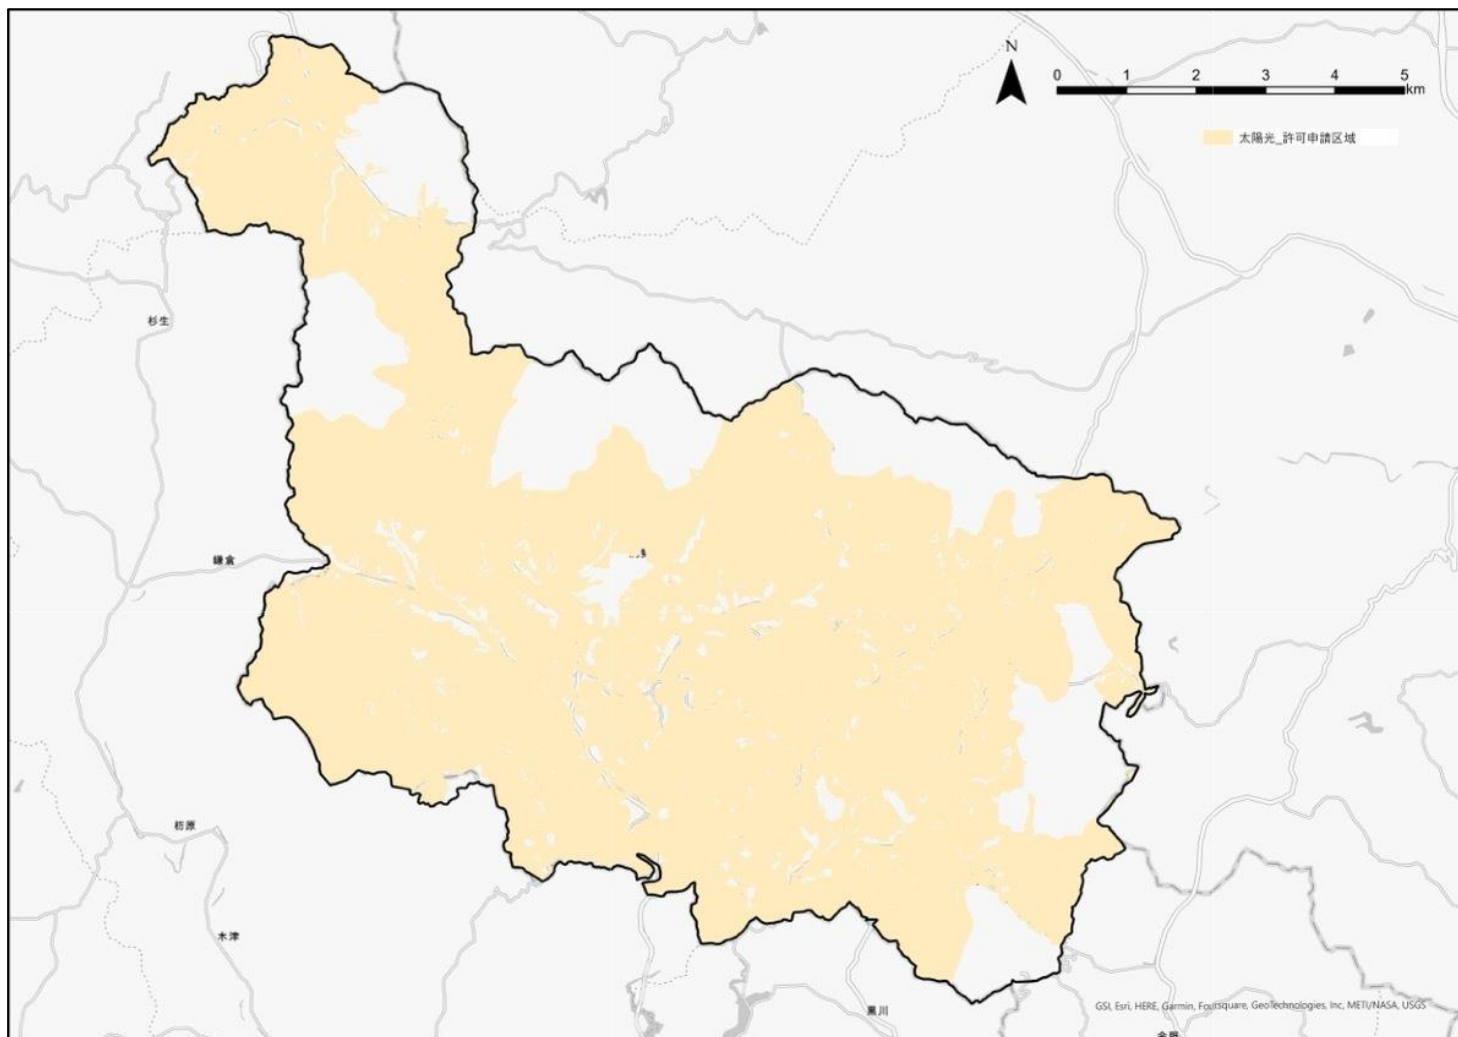 N
0 1 2 3 4 5
km
太陽光_許可申請区域
杉生
鎌倉
枥原
木津
黒川
GSI, Esri, HERE, Garmin, Foursquare, GeoTechnologies, Inc, METI/NASA, USGS